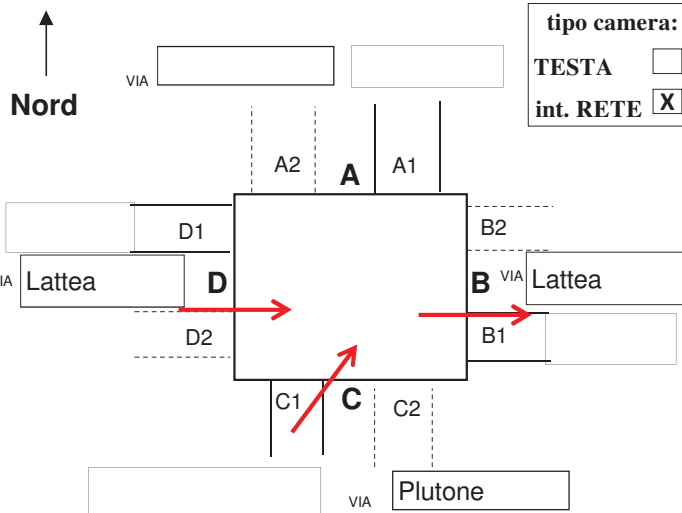 tipo camera:
TESTA
int. RETE X
Nord
VIA
A2
A
A1
D1
B2
VIA Lattea
D
B
VIA Lattea
D2
B1
C1
C
C2
VIA Plutone